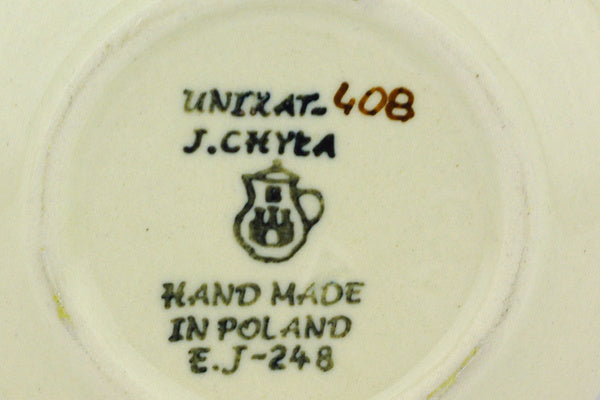 UNIKAT-408
J.CHYŁA
HAND MADE
IN POLAND
E.J-248